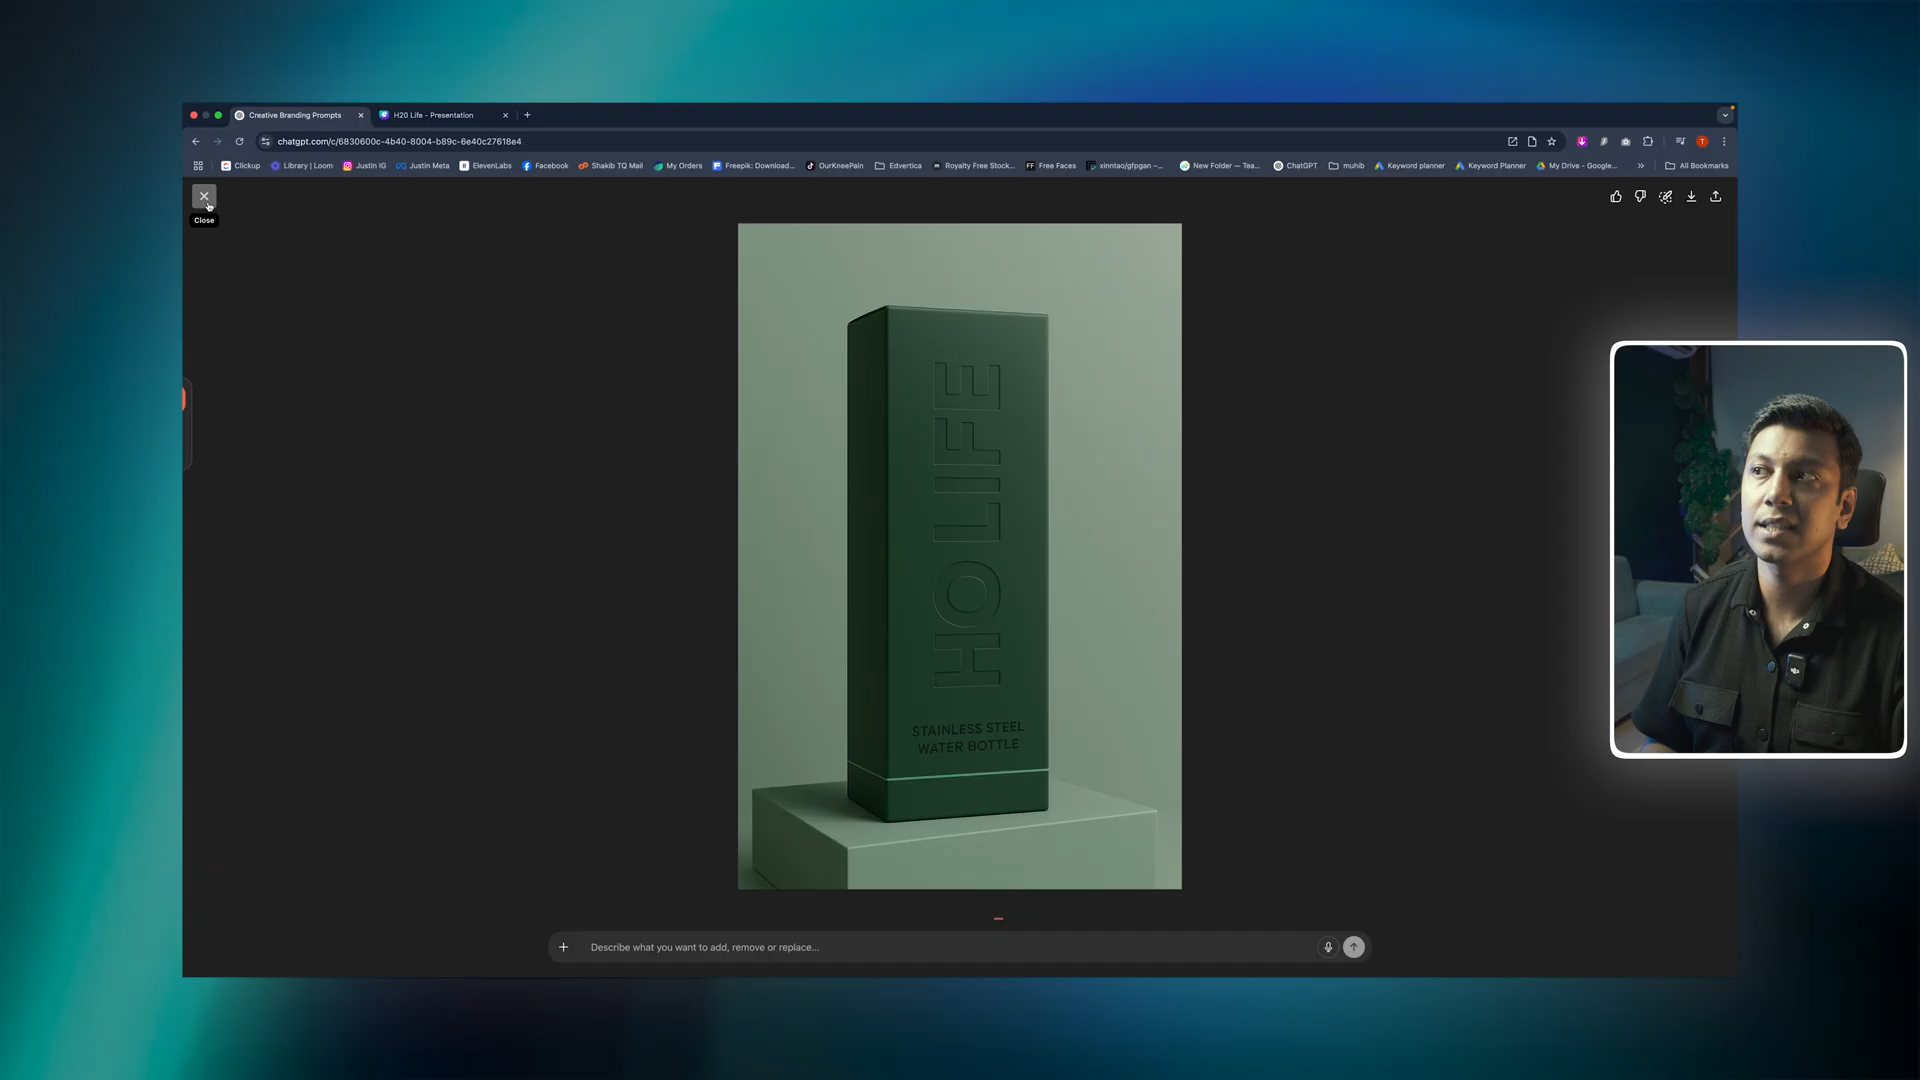 Creative Branding Prompts
H20 Life - Presentation
chatgpt.com/c/6830600c-4b40-8004-b89c-6e40c27618e4
Clickup
Library | Loom
Justin IG
Justin Meta
ElevenLabs
Facebook
Shakib TQ Mail
My Orders
Freepik: Download...
OurKneePain
Edvertica
Royalty Free Stock...
Free Faces
xinntao/gfpgan –...
New Folder — Tea...
ChatGPT
muhib
Keyword planner
Keyword Planner
My Drive - Google...
All Bookmarks
Close
HOLIFE
STAINLESS STEEL
WATER BOTTLE
Describe what you want to add, remove or replace...